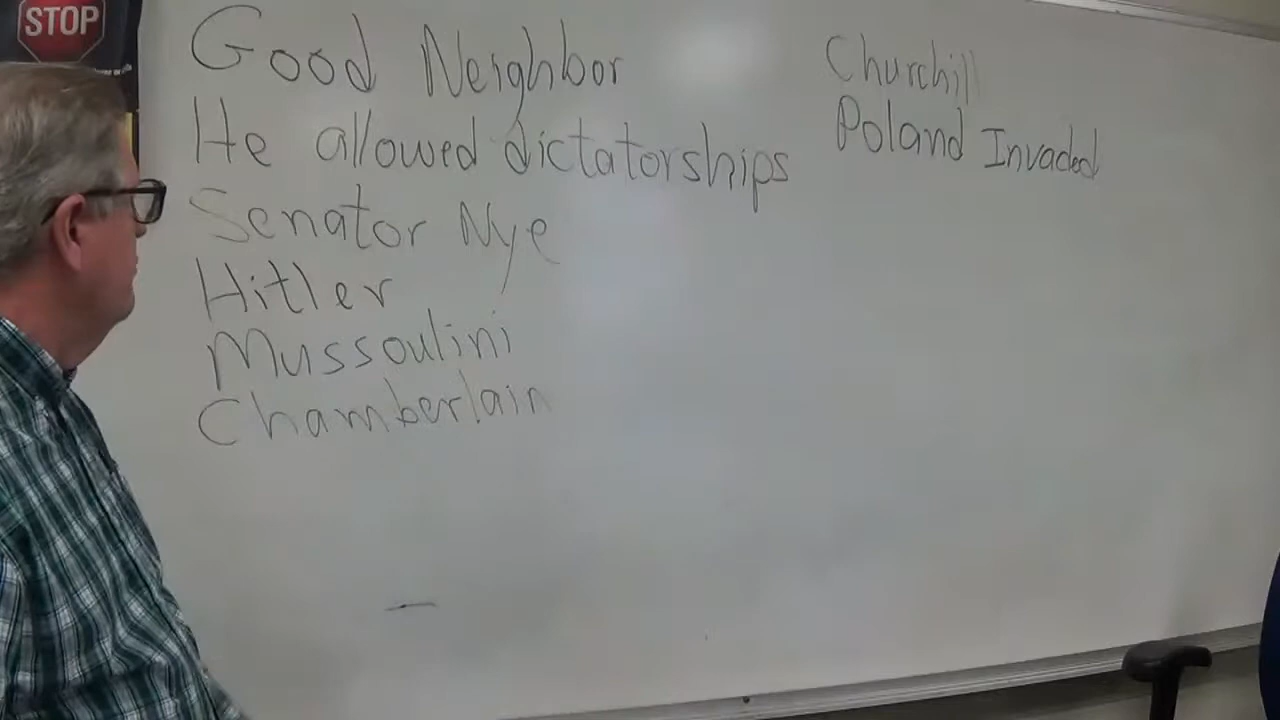 STOP
Good Neighbor
He allowed dictatorships
Senator Nye
Hitler
Mussoulini
Chamberlain
Churchill
Poland Invaded